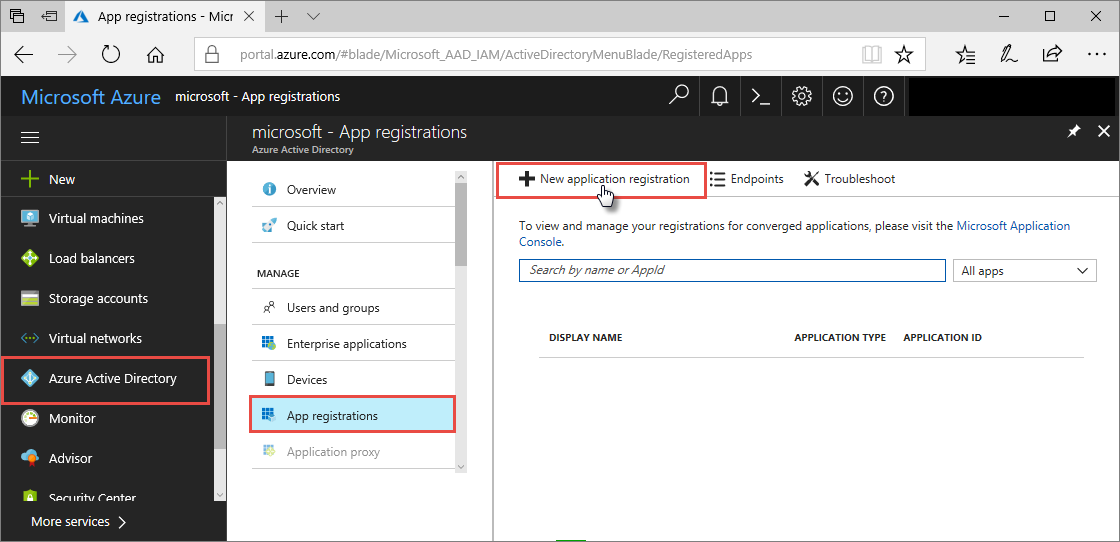 App registrations - Micr
portal.azure.com/#blade/Microsoft_AAD_IAM/ActiveDirectoryMenuBlade/RegisteredApps
Microsoft Azure
microsoft - App registrations
New
Virtual machines
Load balancers
Storage accounts
Virtual networks
Azure Active Directory
Monitor
Advisor
Security Center
More services
microsoft - App registrations
Azure Active Directory
Overview
Quick start
MANAGE
Users and groups
Enterprise applications
Devices
App registrations
Application proxy
New application registration
Endpoints
Troubleshoot
To view and manage your registrations for converged applications, please visit the Microsoft Application
Console.
Search by name or AppId
All apps
DISPLAY NAME
APPLICATION TYPE
APPLICATION ID